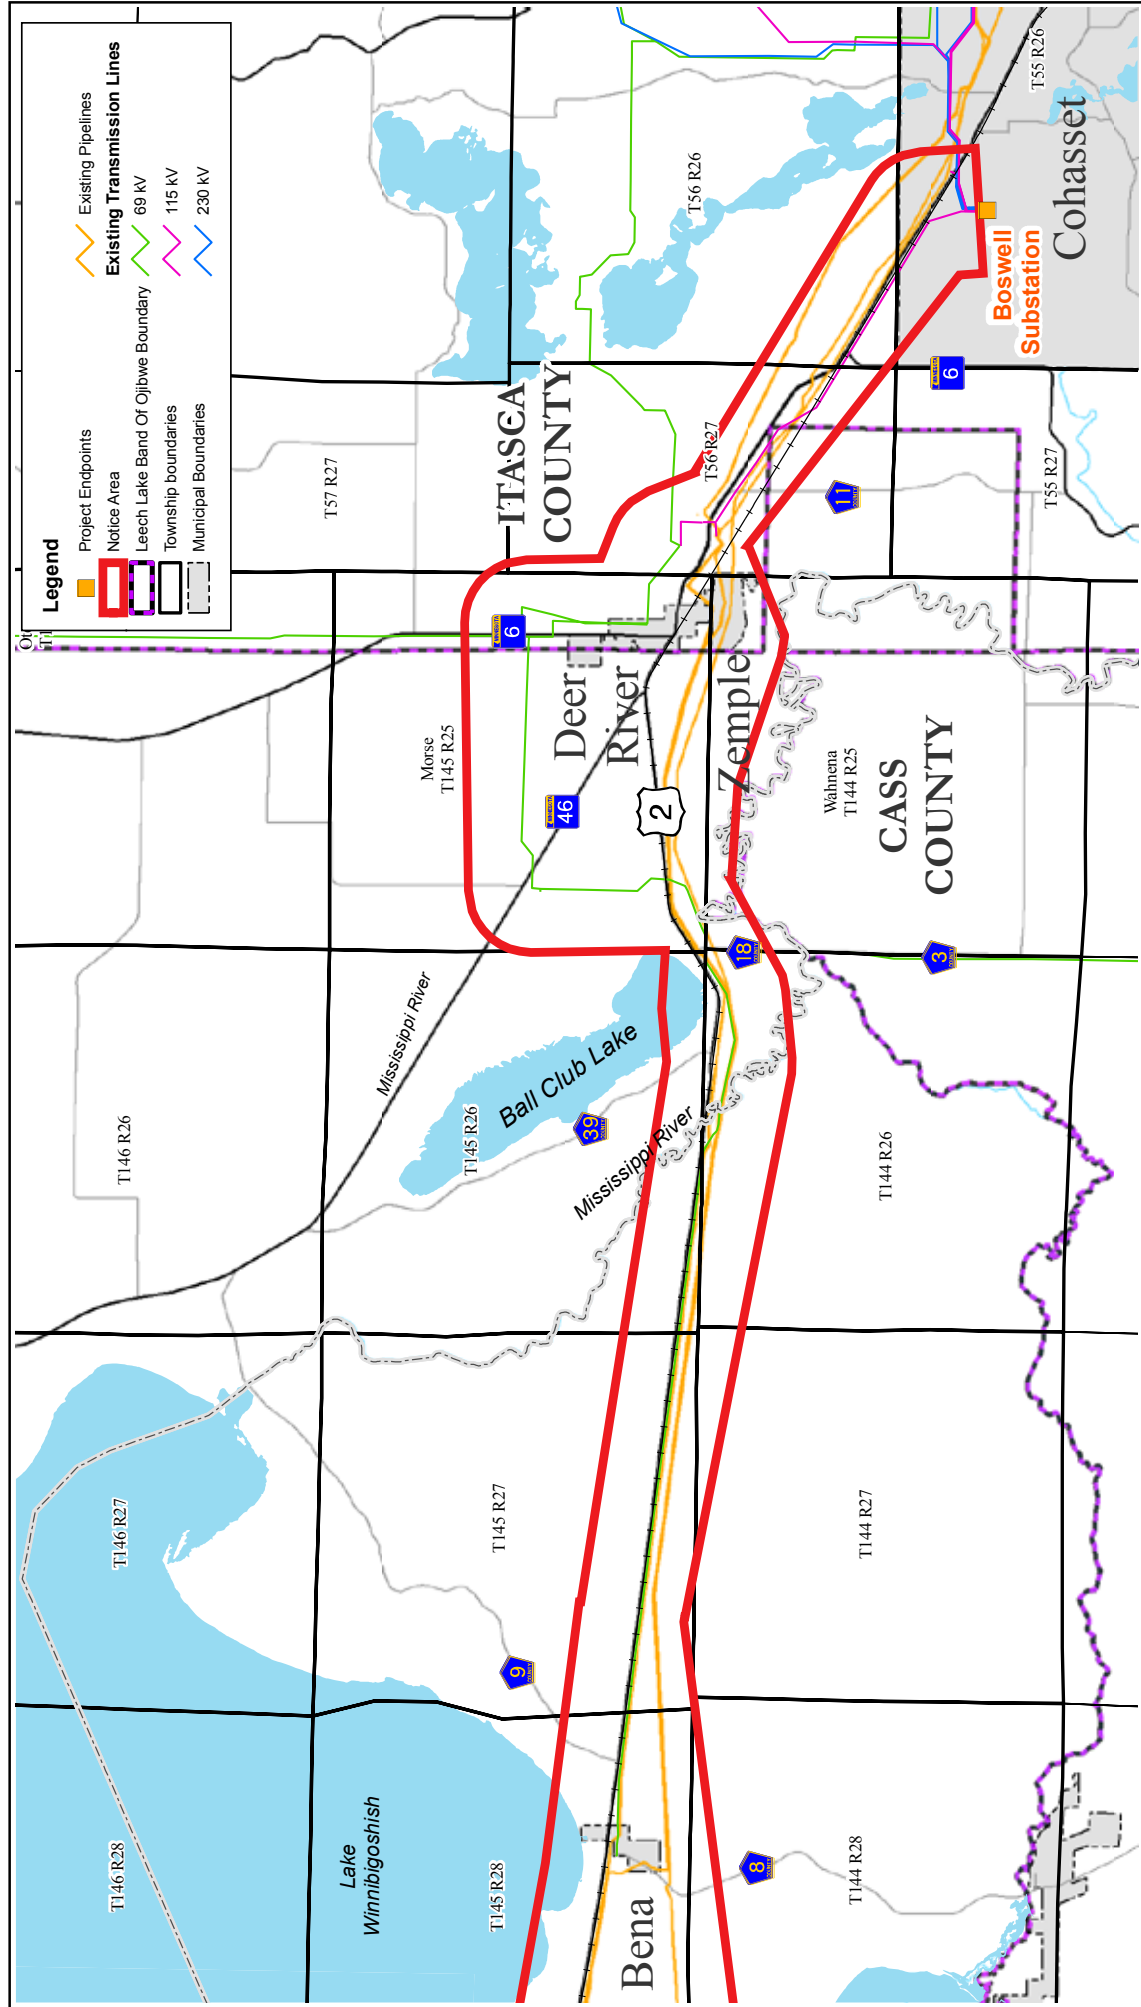 Legend
Project Endpoints
Notice Area
Leech Lake Band Of Ojibwe Boundary
Township boundaries
Municipal Boundaries
Existing Pipelines
Existing Transmission Lines
69 kV
115 kV
230 kV
T146 R28
T146 R27
T146 R26
T57 R27
Lake
Winnibigoshish
Mississippi River
Morse
T145 R25
T145 R28
T145 R27
T145 R26
9
Ball Club Lake
39
Mississippi River
46
MINNESOTA
6
MINNESOTA
ITASCA
COUNTY
Deer
River
2
Bena
Zemple
T56 R27
T56 R26
18
8
T144 R28
T144 R27
T144 R26
Wahnena
T144 R25
CASS
COUNTY
3
11
6
MINNESOTA
T55 R27
Boswell
Substation
Cohasset
T55 R26